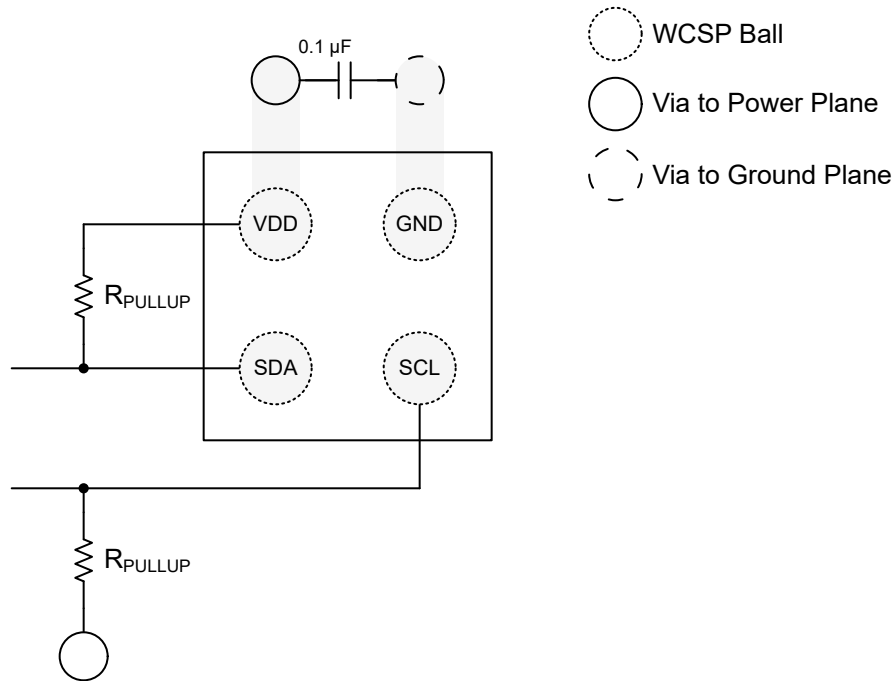 0.1 µF
WCSP Ball
Via to Power Plane
Via to Ground Plane
VDD
GND
RPULLUP
SDA
SCL
RPULLUP